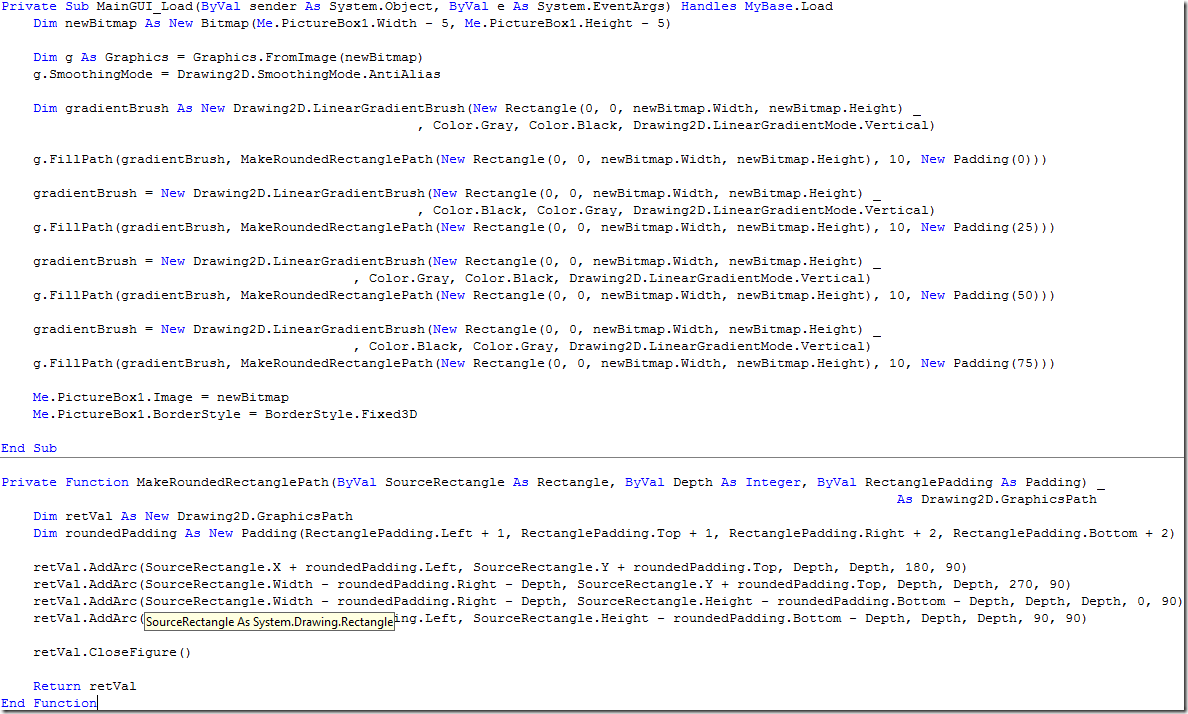 Private Sub MainGUI_Load(ByVal sender As System.Object, ByVal e As System.EventArgs) Handles MyBase.Load
    Dim newBitmap As New Bitmap(Me.PictureBox1.Width - 5, Me.PictureBox1.Height - 5)

    Dim g As Graphics = Graphics.FromImage(newBitmap)
    g.SmoothingMode = Drawing2D.SmoothingMode.AntiAlias

    Dim gradientBrush As New Drawing2D.LinearGradientBrush(New Rectangle(0, 0, newBitmap.Width, newBitmap.Height) _
                                                    , Color.Gray, Color.Black, Drawing2D.LinearGradientMode.Vertical)

    g.FillPath(gradientBrush, MakeRoundedRectanglePath(New Rectangle(0, 0, newBitmap.Width, newBitmap.Height), 10, New Padding(0)))

    gradientBrush = New Drawing2D.LinearGradientBrush(New Rectangle(0, 0, newBitmap.Width, newBitmap.Height) _
                                                    , Color.Black, Color.Gray, Drawing2D.LinearGradientMode.Vertical)
    g.FillPath(gradientBrush, MakeRoundedRectanglePath(New Rectangle(0, 0, newBitmap.Width, newBitmap.Height), 10, New Padding(25)))

    gradientBrush = New Drawing2D.LinearGradientBrush(New Rectangle(0, 0, newBitmap.Width, newBitmap.Height) _
                                            , Color.Gray, Color.Black, Drawing2D.LinearGradientMode.Vertical)
    g.FillPath(gradientBrush, MakeRoundedRectanglePath(New Rectangle(0, 0, newBitmap.Width, newBitmap.Height), 10, New Padding(50)))

    gradientBrush = New Drawing2D.LinearGradientBrush(New Rectangle(0, 0, newBitmap.Width, newBitmap.Height) _
                                            , Color.Black, Color.Gray, Drawing2D.LinearGradientMode.Vertical)
    g.FillPath(gradientBrush, MakeRoundedRectanglePath(New Rectangle(0, 0, newBitmap.Width, newBitmap.Height), 10, New Padding(75)))

    Me.PictureBox1.Image = newBitmap
    Me.PictureBox1.BorderStyle = BorderStyle.Fixed3D

End Sub

Private Function MakeRoundedRectanglePath(ByVal SourceRectangle As Rectangle, ByVal Depth As Integer, ByVal RectanglePadding As Padding) _
                                                                                                                As Drawing2D.GraphicsPath
    Dim retVal As New Drawing2D.GraphicsPath
    Dim roundedPadding As New Padding(RectanglePadding.Left + 1, RectanglePadding.Top + 1, RectanglePadding.Right + 2, RectanglePadding.Bottom + 2)

    retVal.AddArc(SourceRectangle.X + roundedPadding.Left, SourceRectangle.Y + roundedPadding.Top, Depth, Depth, 180, 90)
    retVal.AddArc(SourceRectangle.Width - roundedPadding.Right - Depth, SourceRectangle.Y + roundedPadding.Top, Depth, Depth, 270, 90)
    retVal.AddArc(SourceRectangle.Width - roundedPadding.Right - Depth, SourceRectangle.Height - roundedPadding.Bottom - Depth, Depth, Depth, 0, 90)
    retVal.AddArc( SourceRectangle As System.Drawing.Rectangle ing.Left, SourceRectangle.Height - roundedPadding.Bottom - Depth, Depth, Depth, 90, 90)

    retVal.CloseFigure()

    Return retVal
End Function